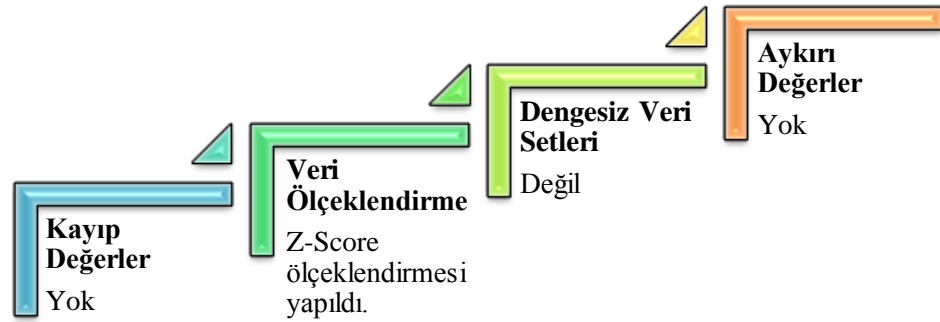 Kayıp
Değerler
Yok
Veri
Ölçeklendirme
Z-Score
ölçeklendirmesi
yapıldı.
Dengesiz Veri
Setleri
Değil
Aykırı
Değerler
Yok